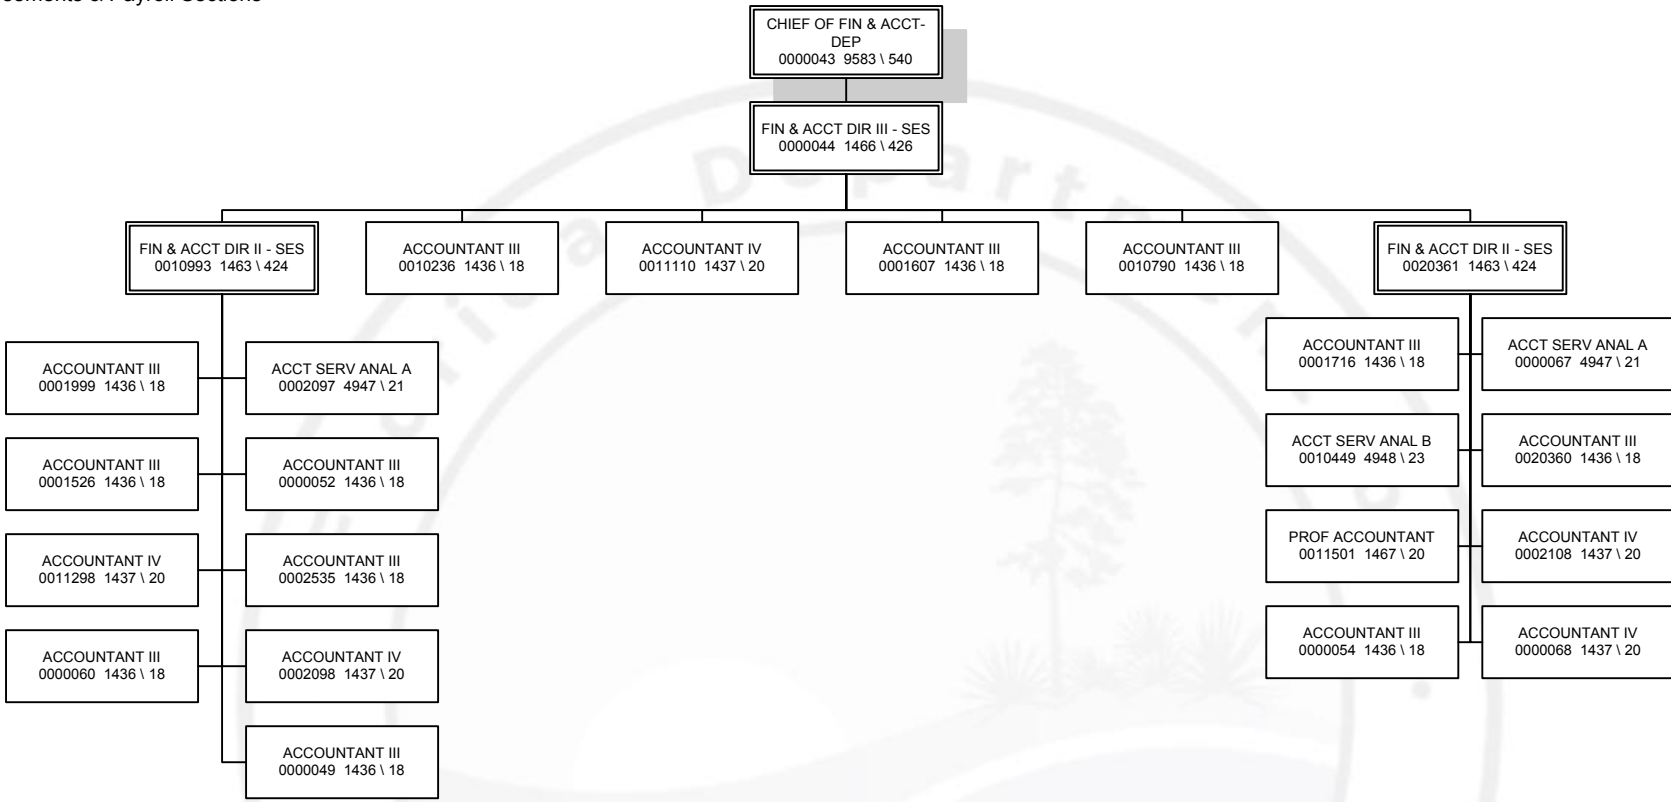 CHIEF OF FIN & ACCT-
DEP
0000043 9583 \ 540
FIN & ACCT DIR III - SES
0000044 1466 \ 426
FIN & ACCT DIR II - SES
0010993 1463 \ 424
ACCOUNTANT III
0010236 1436 \ 18
ACCOUNTANT IV
0011110 1437 \ 20
ACCOUNTANT III
0001607 1436 \ 18
ACCOUNTANT III
0010790 1436 \ 18
FIN & ACCT DIR II - SES
0020361 1463 \ 424
ACCOUNTANT III
0001999 1436 \ 18
ACCT SERV ANAL A
0002097 4947 \ 21
ACCOUNTANT III
0001526 1436 \ 18
ACCOUNTANT III
0000052 1436 \ 18
ACCOUNTANT IV
0011298 1437 \ 20
ACCOUNTANT III
0002535 1436 \ 18
ACCOUNTANT III
0000060 1436 \ 18
ACCOUNTANT IV
0002098 1437 \ 20
ACCOUNTANT III
0000049 1436 \ 18
ACCOUNTANT III
0001716 1436 \ 18
ACCT SERV ANAL A
0000067 4947 \ 21
ACCT SERV ANAL B
0010449 4948 \ 23
ACCOUNTANT III
0020360 1436 \ 18
PROF ACCOUNTANT
0011501 1467 \ 20
ACCOUNTANT IV
0002108 1437 \ 20
ACCOUNTANT III
0000054 1436 \ 18
ACCOUNTANT IV
0000068 1437 \ 20